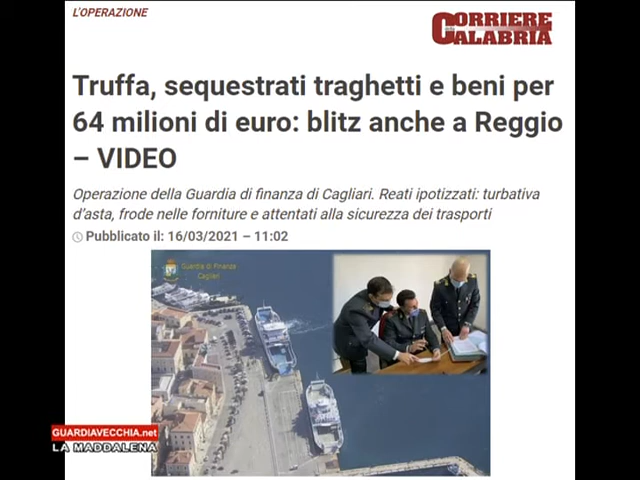 L'OPERAZIONE
CORRIERE
CALABRIA
Truffa, sequestrati traghetti e beni per
64 milioni di euro: blitz anche a Reggio
– VIDEO
Operazione della Guardia di finanza di Cagliari. Reati ipotizzati: turbativa
d'asta, frode nelle forniture e attentati alla sicurezza dei trasporti
Pubblicato il: 16/03/2021 – 11:02
Guardia di Finanza
Cagliari
GUARDIAVECCHIA.net
LA MADDALENA